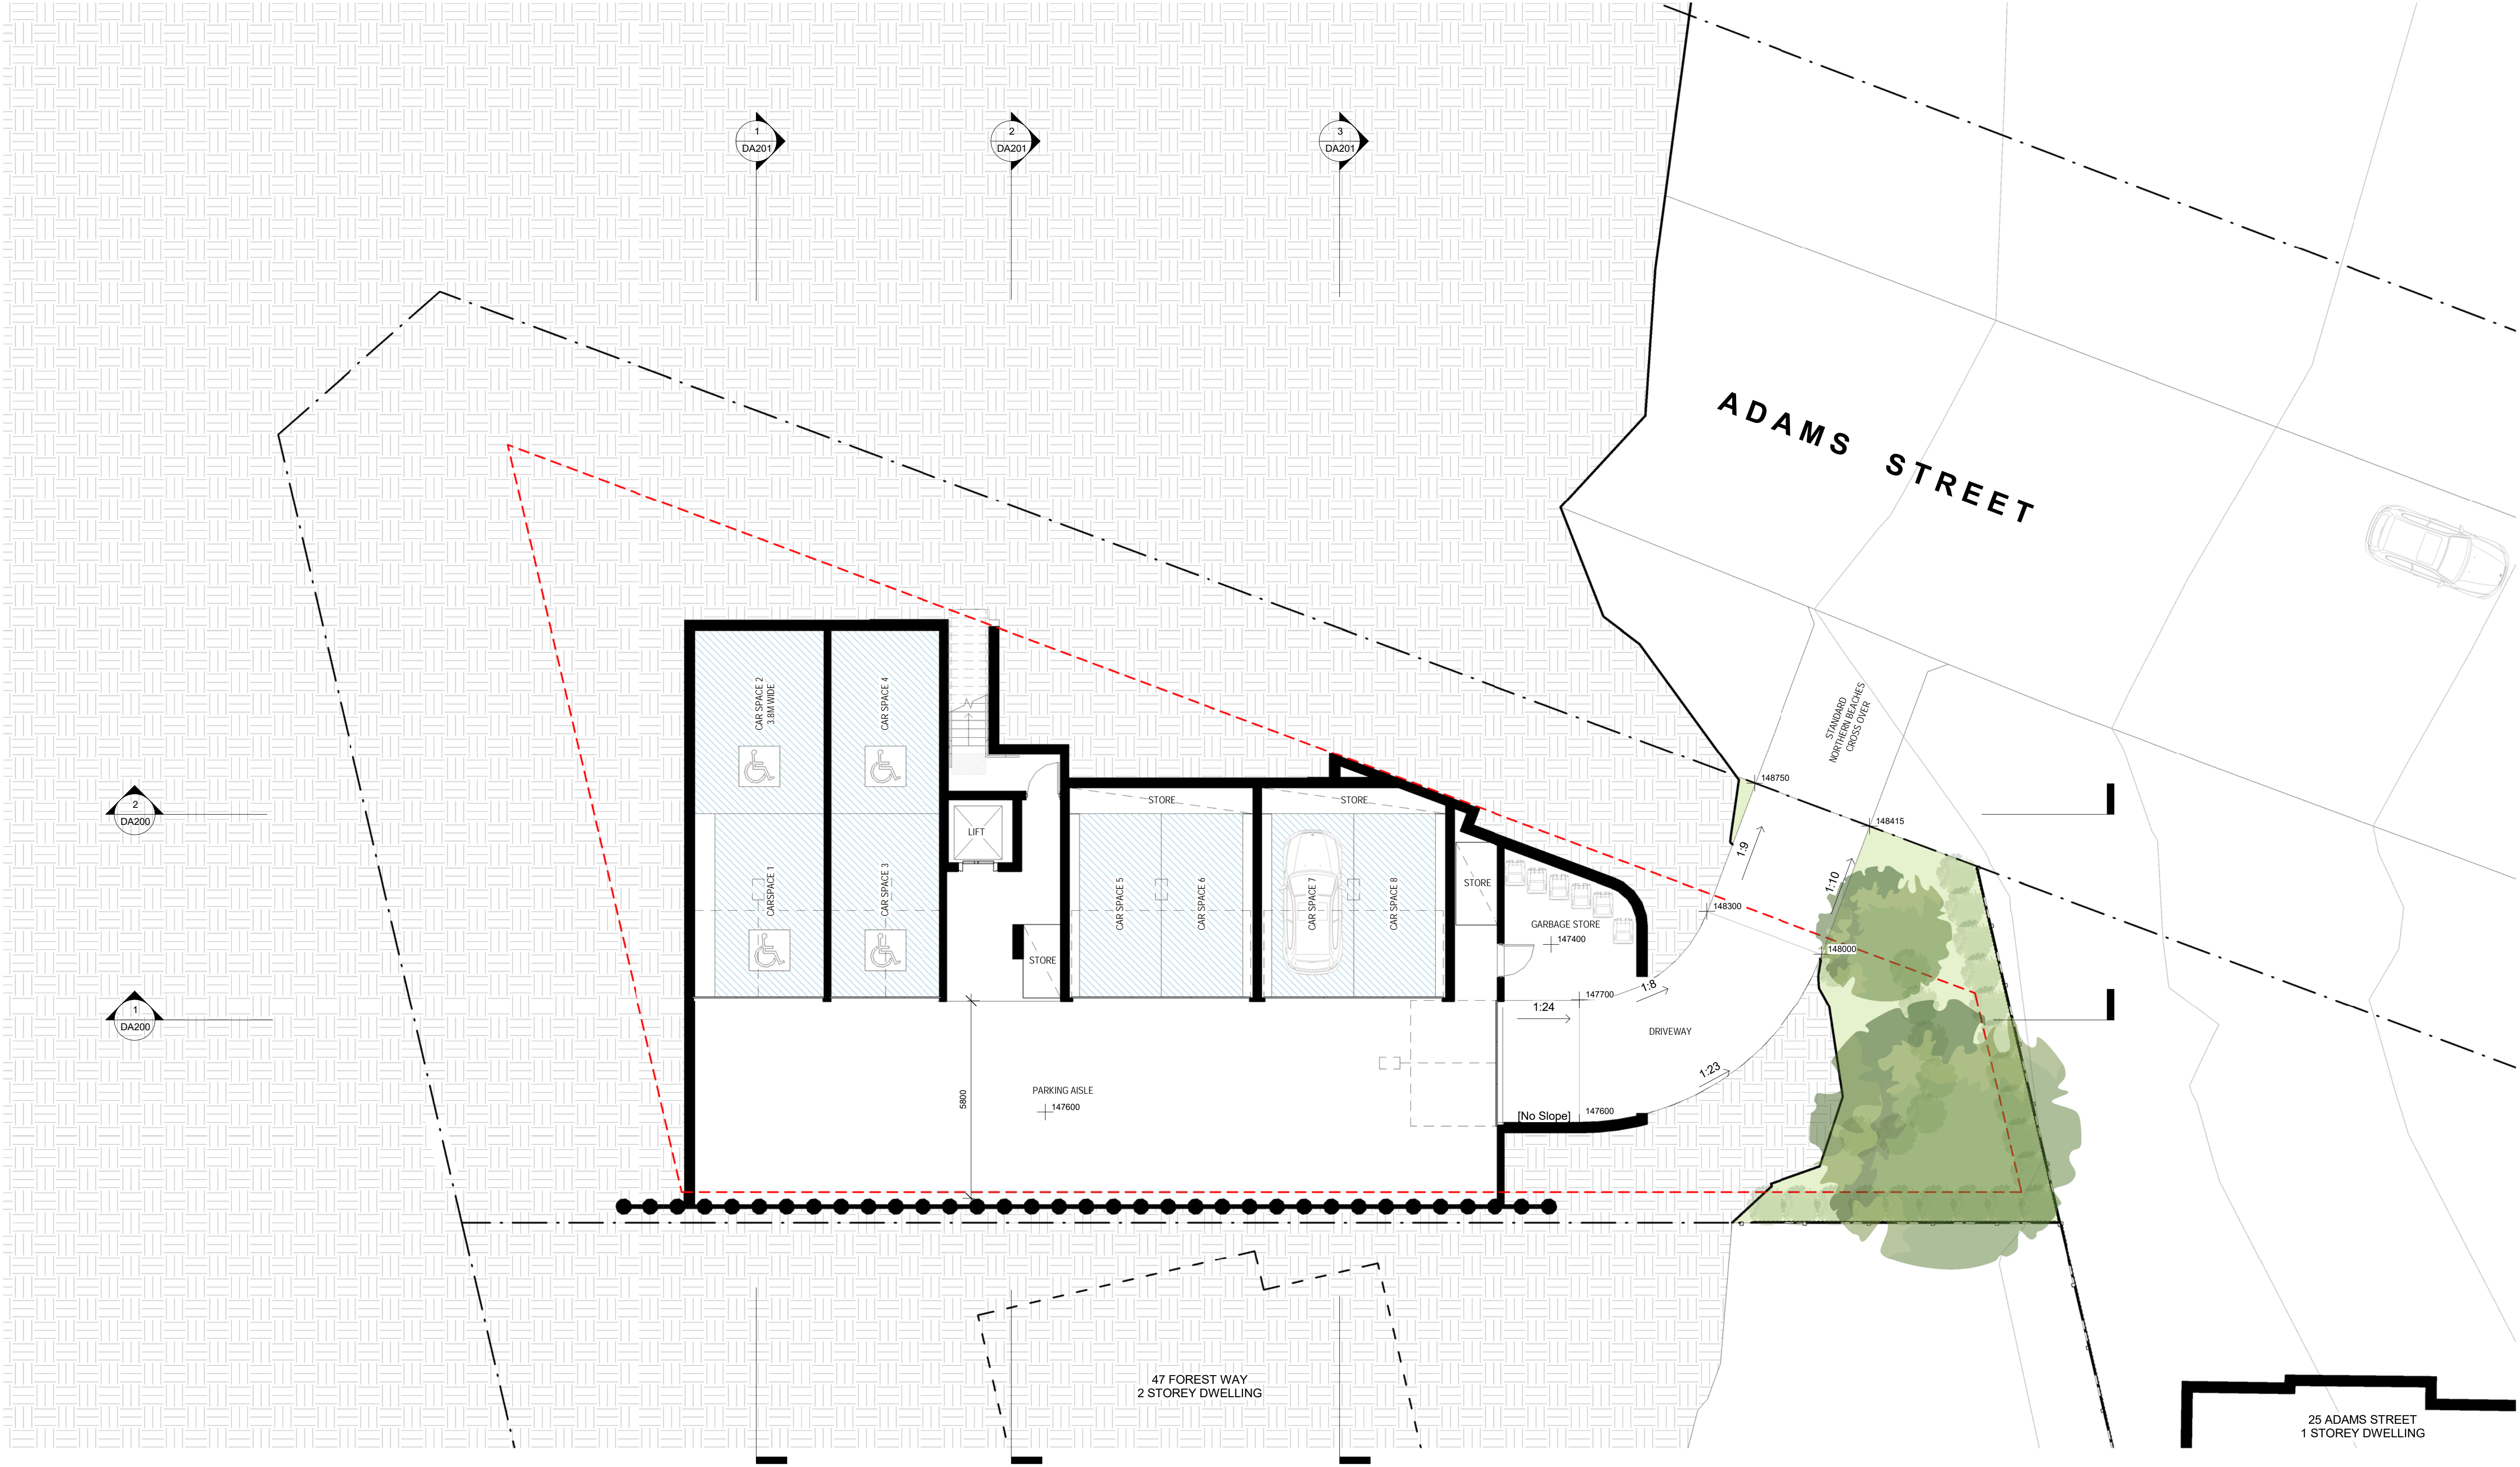 1
DA201
2
DA201
3
DA201
ADAMS STREET
CAR SPACE 2
3.8M WIDE
CAR SPACE 4
STANDARD
NORTHERN BEACHES
CROSS OVER
148750
2
DA200
STORE
STORE
148415
LIFT
1:9
CARSPACE 1
CAR SPACE 3
CAR SPACE 5
CAR SPACE 6
CAR SPACE 7
CAR SPACE 8
STORE
1:10
148300
GARBAGE STORE
147400
148000
STORE
1:8
1
DA200
147700
1:24
DRIVEWAY
1:23
5800
PARKING AISLE
147600
[No Slope]
147600
47 FOREST WAY
2 STOREY DWELLING
25 ADAMS STREET
1 STOREY DWELLING